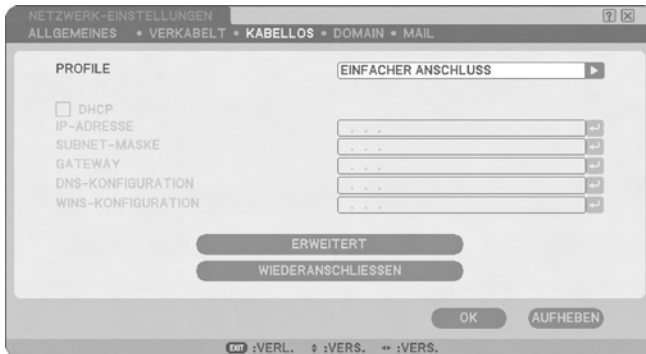 NETZWERK-EINSTELLUNGEN
ALLGEMEINES • VERKABELT • KABELLOS • DOMAIN • MAIL
PROFILE EINFACHER ANSCHLUSS
DHCP
IP-ADRESSE . . .
SUBNET-MASKE . . .
GATEWAY . . .
DNS-KONFIGURATION . . .
WINS-KONFIGURATION . . .
ERWEITERT
WIEDERANSCHLIESSEN
OK AUFHEBEN
EXIT :VERL. :VERS. :VERS.